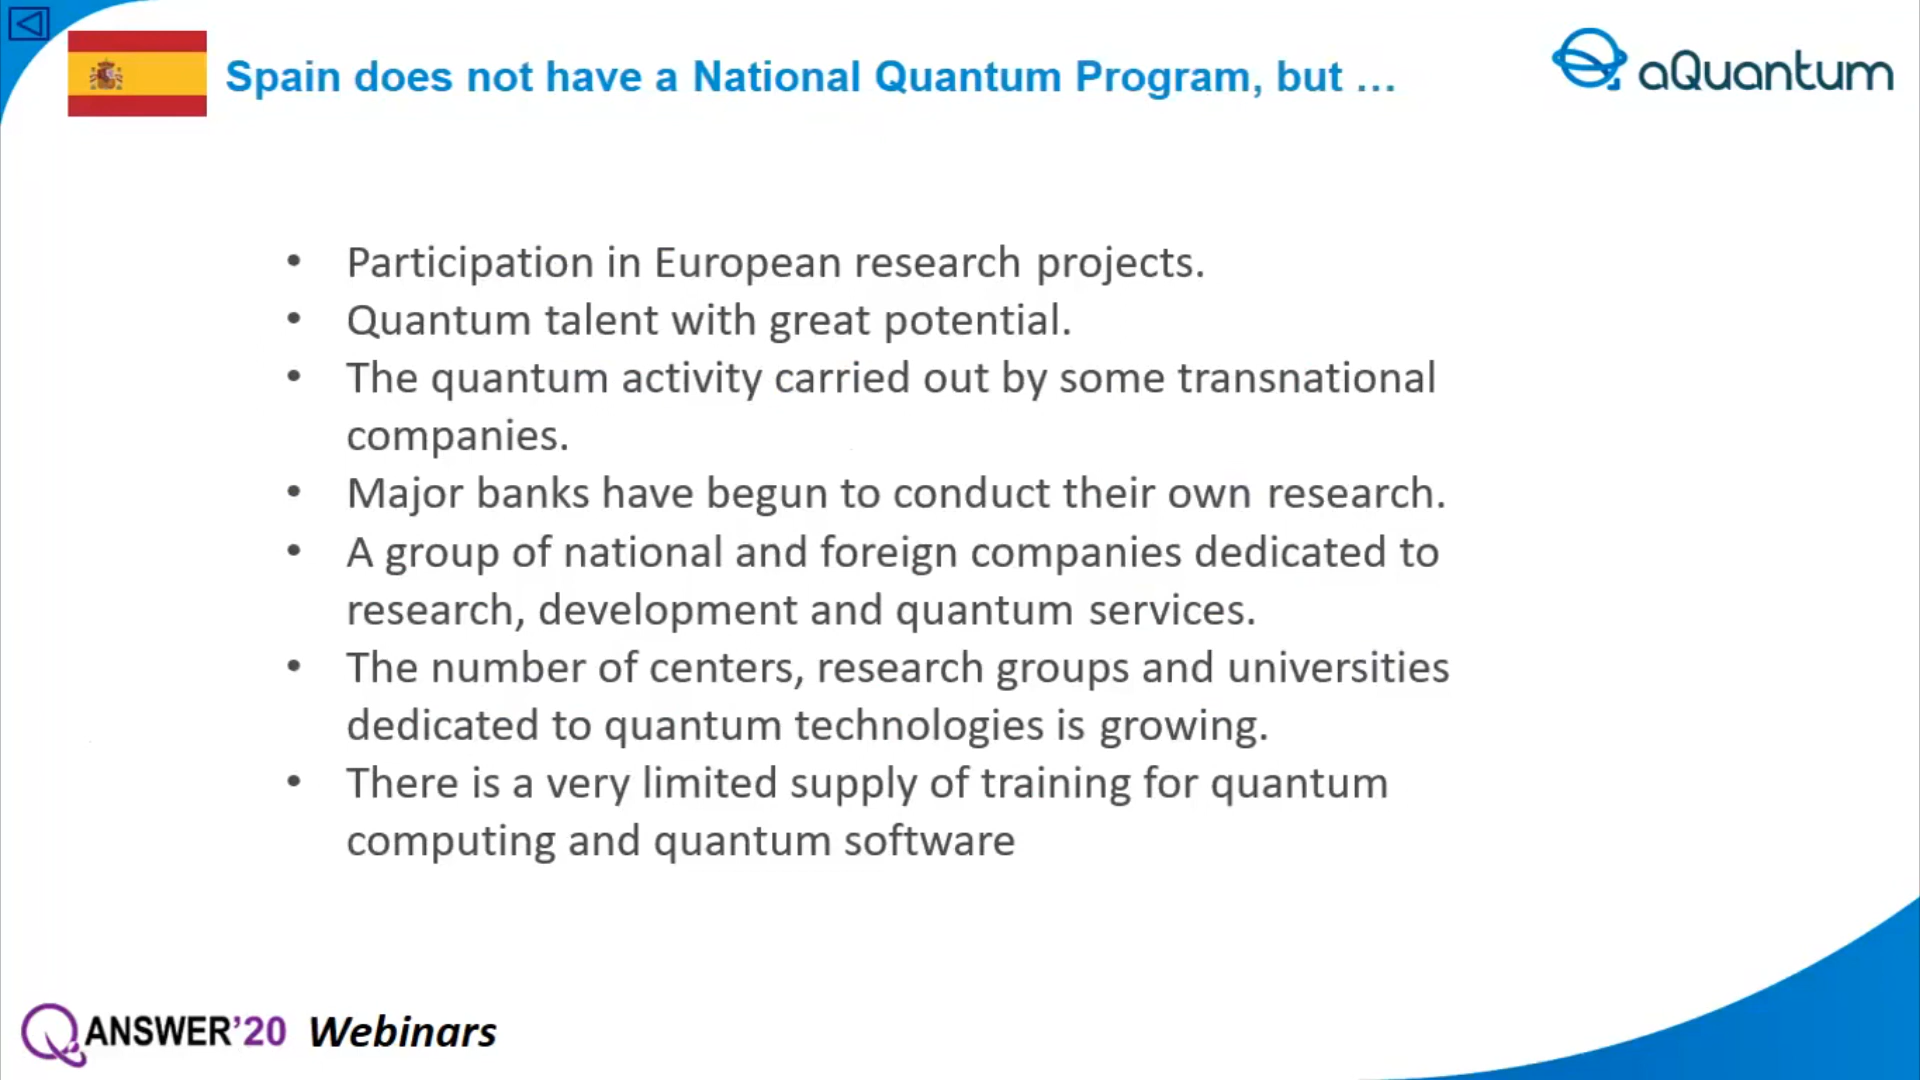 Spain does not have a National Quantum Program, but ...
aQuantum
• Participation in European research projects.
• Quantum talent with great potential.
• The quantum activity carried out by some transnational
companies.
• Major banks have begun to conduct their own research.
• A group of national and foreign companies dedicated to
research, development and quantum services.
• The number of centers, research groups and universities
dedicated to quantum technologies is growing.
• There is a very limited supply of training for quantum
computing and quantum software
QANSWER'20 Webinars